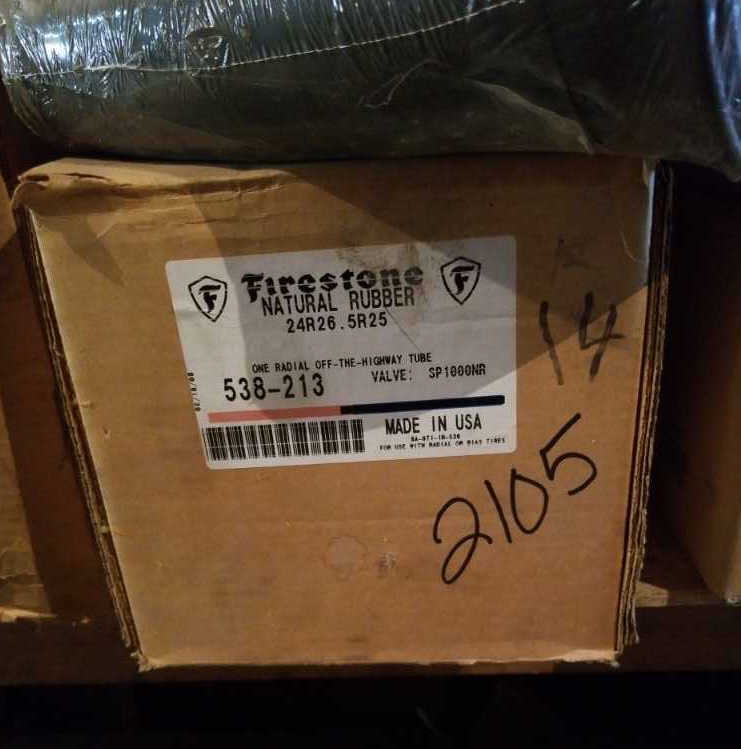 F Firestone F
NATURAL RUBBER
24R26.5R25
ONE RADIAL OFF-THE-HIGHWAY TUBE
538-213 VALVE: SP1000NR
MADE IN USA
FOR USE WITH RADIAL OR BIAS TIRES
14
2105